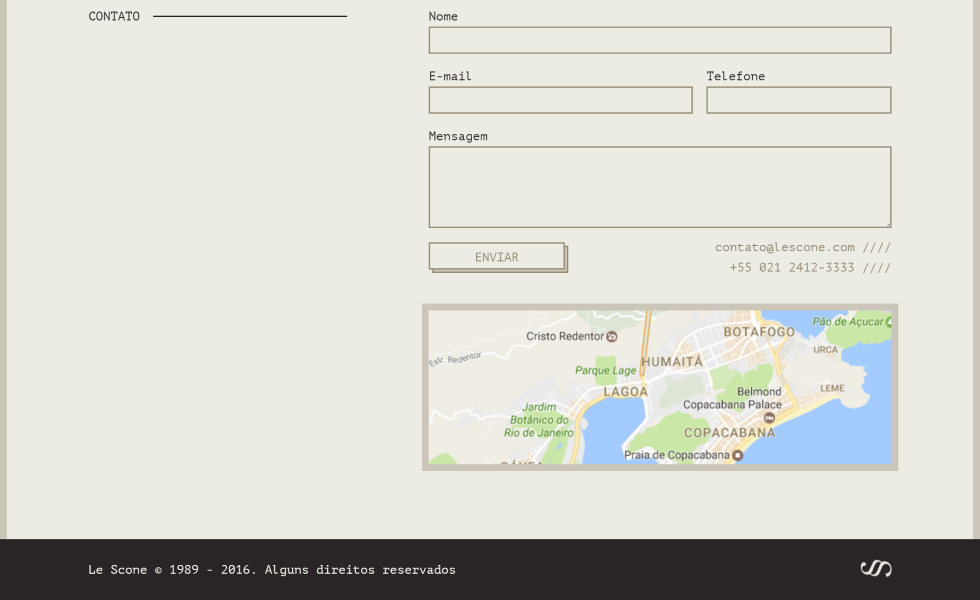 CONTATO
Nome
E-mail
Telefone
Mensagem
ENVIAR
contato@lescone.com ////
+55 021 2412-3333 ////
Pão de Açucar
BOTAFOGO
Cristo Redentor
URCA
Estr. Redentor
HUMAITÁ
Parque Lage
LAGOA
LEME
Belmond
Copacabana Palace
Jardim
Botânico do
Rio de Janeiro
COPACABANA
Praia de Copacabana
GÁVEA
Le Scone © 1989 - 2016. Alguns direitos reservados